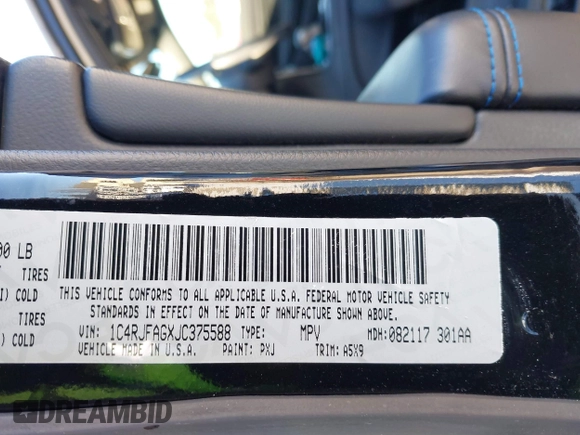 00 LB
TIRES
COLD
TIRES
COLD
THIS VEHICLE CONFORMS TO ALL APPLICABLE U.S.A. FEDERAL MOTOR VEHICLE SAFETY
STANDARDS IN EFFECT ON THE DATE OF MANUFACTURE SHOWN ABOVE.
VIN: 1C4RJFAGXJC375588 TYPE: MPV MDH: 082117 301AA
VEHICLE MADE IN U.S.A. PAINT: PXJ TRIM: A5X9
DREAMBID